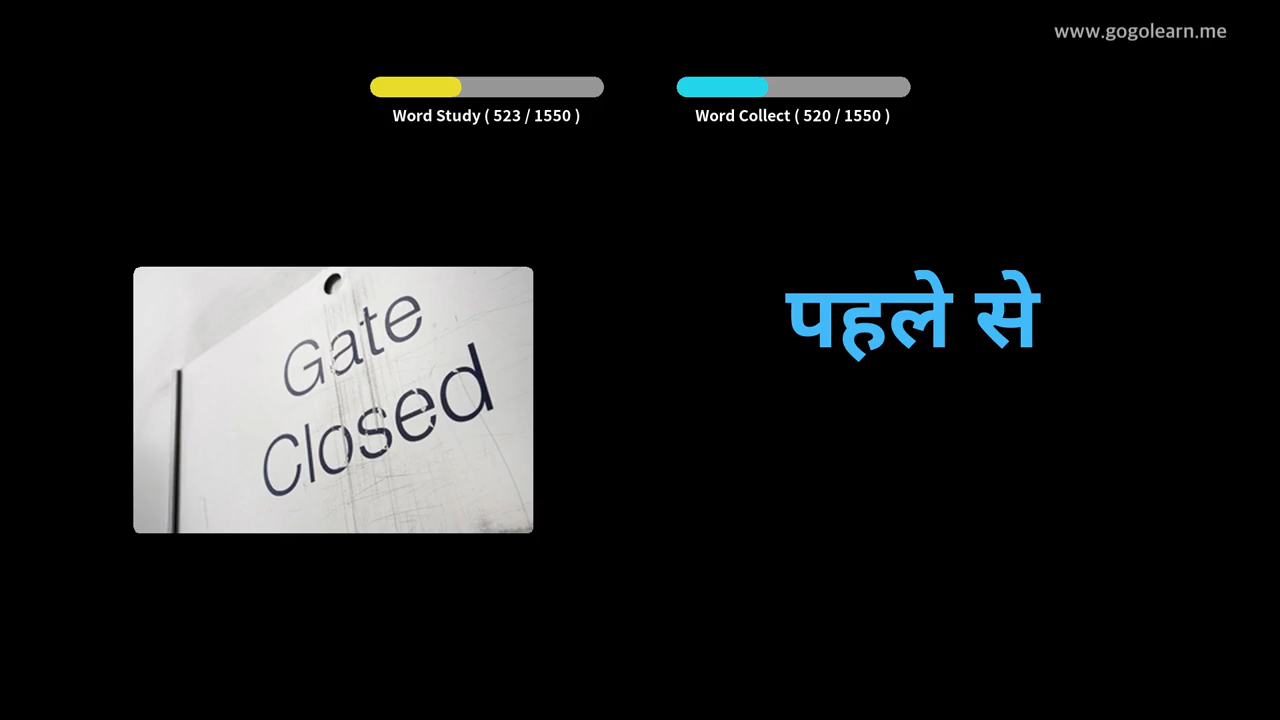 www.gogolearn.me
Word Study ( 523 / 1550 )
Word Collect ( 520 / 1550 )
Gate
Closed
पहले से